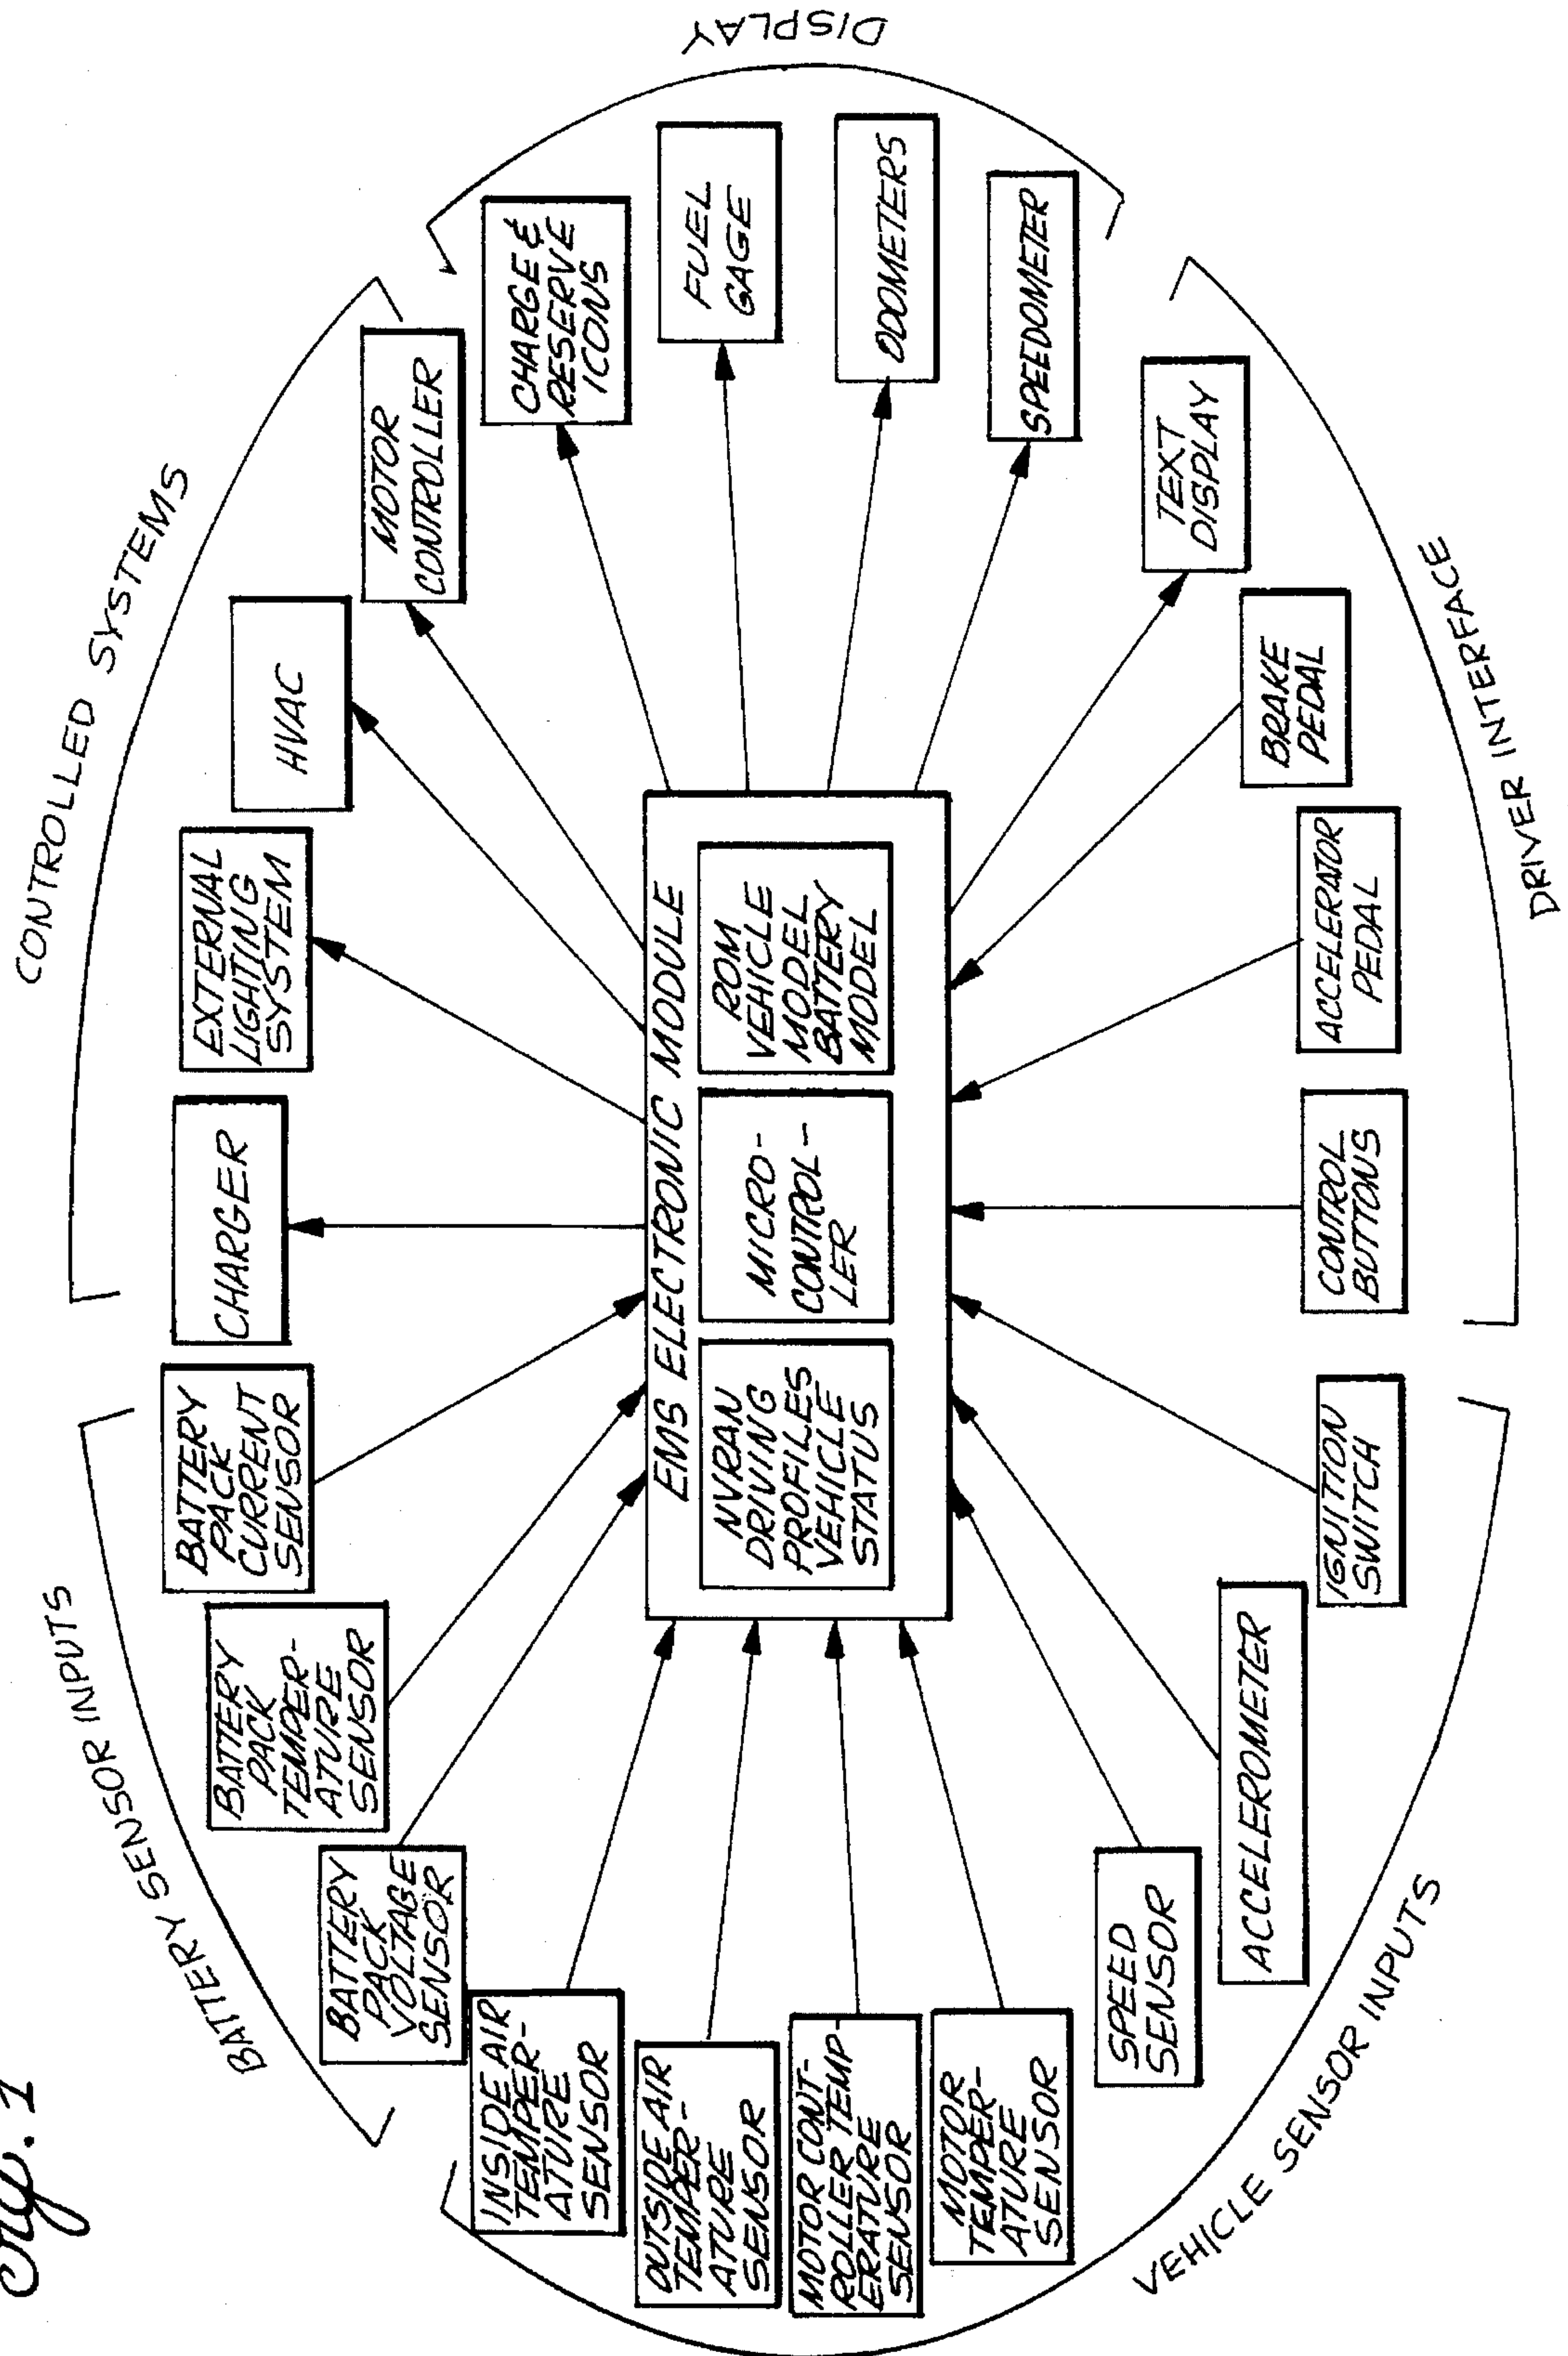 Fig. 1
CONTROLLED SYSTEMS
CHARGER
EXTERNAL
LIGHTING
SYSTEM
HVAC
MOTOR
CONTROLLER
DISPLAY
CHARGE &
RESERVE
ICONS
FUEL
GAGE
ODOMETERS
SPEEDOMETER
DRIVER INTERFACE
TEXT
DISPLAY
BRAKE
PEDAL
ACCELERATOR
PEDAL
CONTROL
BUTTONS
VEHICLE SENSOR INPUTS
IGNITION
SWITCH
ACCELEROMETER
SPEED
SENSOR
MOTOR
TEMPER-
ATURE
SENSOR
MOTOR CONT-
ROLLER TEMP-
ERATURE
SENSOR
OUTSIDE AIR
TEMPER-
ATURE
SENSOR
INSIDE AIR
TEMPER-
ATURE
SENSOR
BATTERY SENSOR INPUTS
BATTERY
PACK
VOLTAGE
SENSOR
BATTERY
PACK
TEMPER-
ATURE
SENSOR
BATTERY
PACK
CURRENT
SENSOR
EMS ELECTRONIC MODULE
NVRAN
DRIVING
PROFILES
VEHICLE
STATUS
MICRO-
CONTROL-
LER
ROM
VEHICLE
MODEL
BATTERY
MODEL